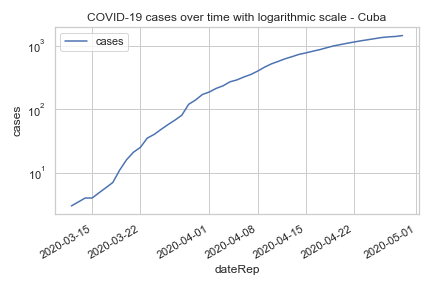 COVID-19 cases over time with logarithmic scale - Cuba
cases
10³
10²
10¹
cases
2020-03-15
2020-03-22
2020-04-01
2020-04-08
2020-04-15
2020-04-22
2020-05-01
dateRep